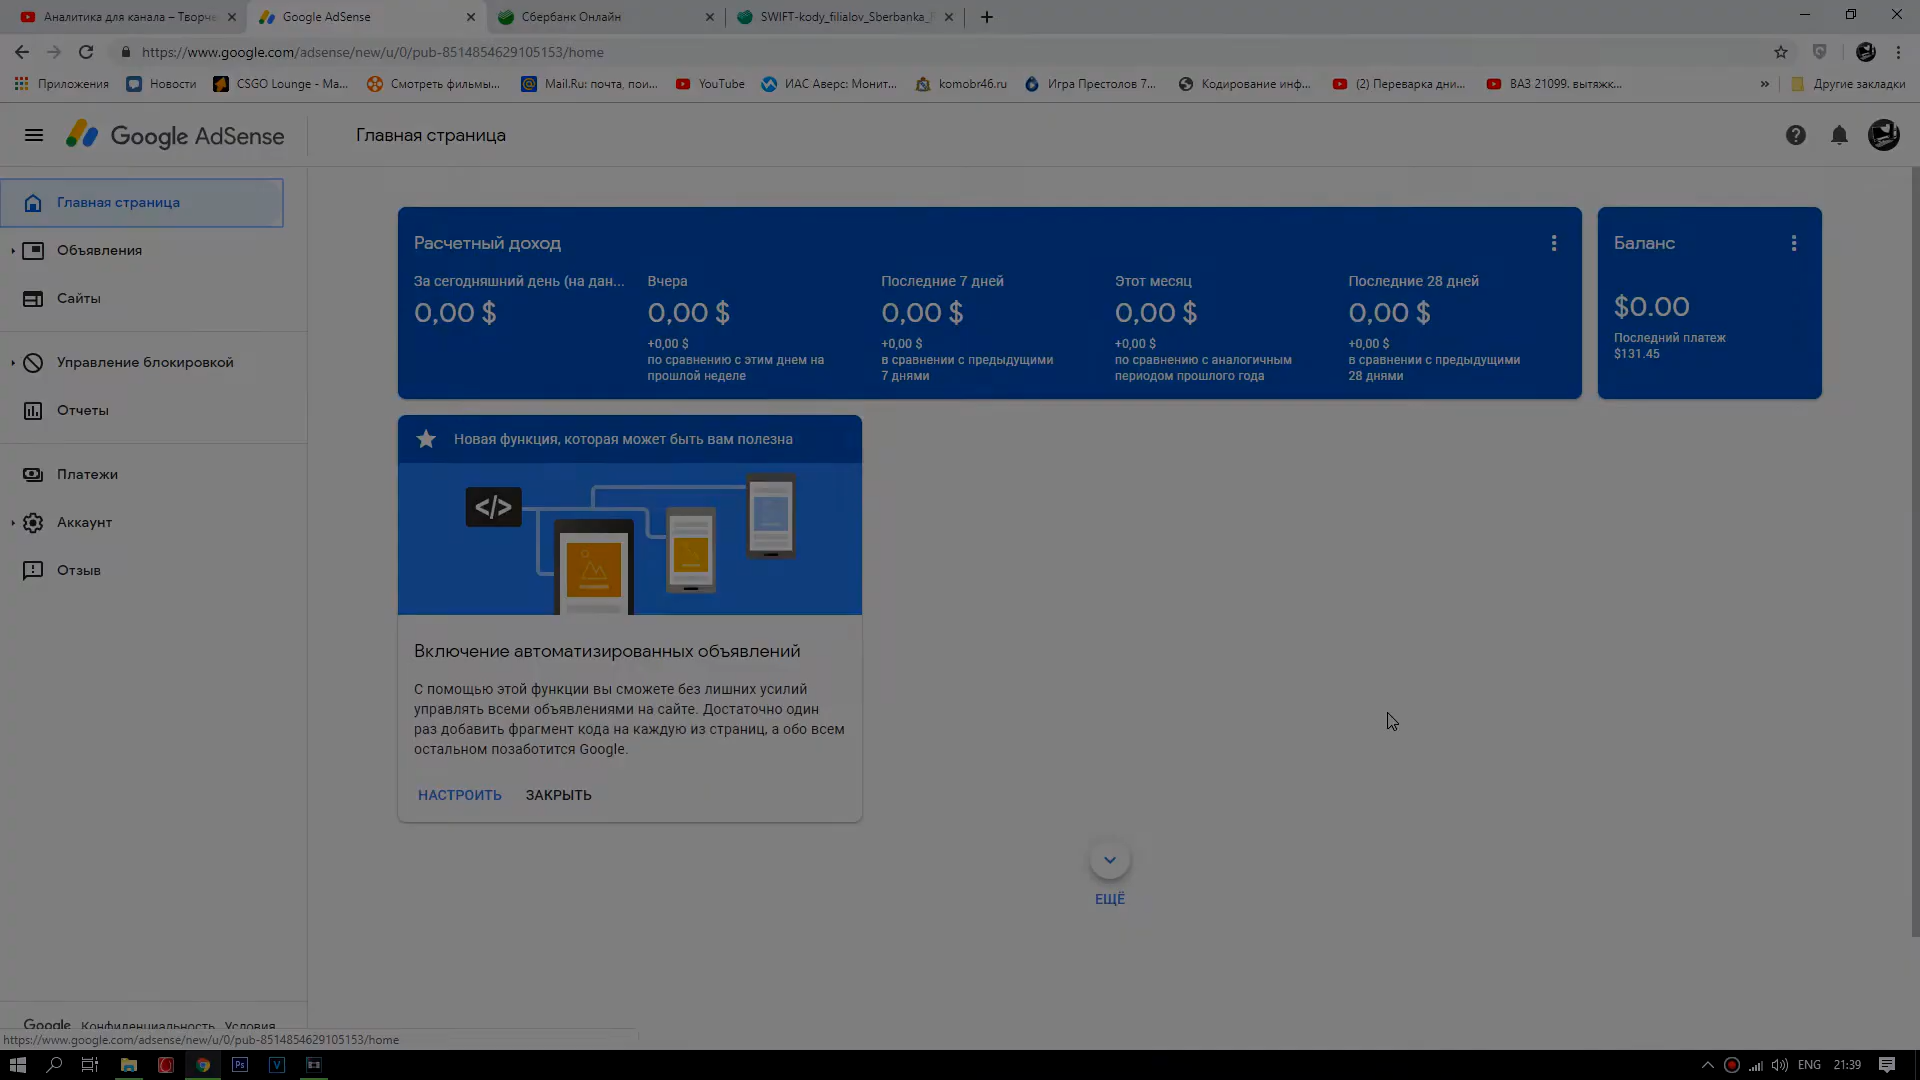 Аналитика для канала – Творче
Google AdSense
Сбербанк Онлайн
SWIFT-kody_filialov_Sberbanka_
https://www.google.com/adsense/new/u/0/pub-8514854629105153/home
Приложения
Новости
CSGO Lounge - Ma...
Смотреть фильмы...
Mail.Ru: почта, пои...
YouTube
ИАС Аверс: Монит...
komobr46.ru
Игра Престолов 7...
Кодирование инф...
(2) Переварка дни...
ВАЗ 21099. вытяжк...
»
Другие закладки
Google AdSense
Главная страница
Главная страница
Объявления
Сайты
Управление блокировкой
Отчеты
Платежи
Аккаунт
Отзыв
Расчетный доход
За сегодняшний день (на дан...
0,00 $
Вчера
0,00 $
+0,00 $
по сравнению с этим днем на
прошлой неделе
Последние 7 дней
0,00 $
+0,00 $
в сравнении с предыдущими
7 днями
Этот месяц
0,00 $
+0,00 $
по сравнению с аналогичным
периодом прошлого года
Последние 28 дней
0,00 $
+0,00 $
в сравнении с предыдущими
28 днями
Баланс
$0.00
Последний платеж
$131.45
Новая функция, которая может быть вам полезна
</>
Включение автоматизированных объявлений
С помощью этой функции вы сможете без лишних усилий
управлять всеми объявлениями на сайте. Достаточно один
раз добавить фрагмент кода на каждую из страниц, а обо всем
остальном позаботится Google.
НАСТРОИТЬ
ЗАКРЫТЬ
ЕЩЁ
Google Конфиденциальность Условия
https://www.google.com/adsense/new/u/0/pub-8514854629105153/home
Ps
V
ENG
21:39